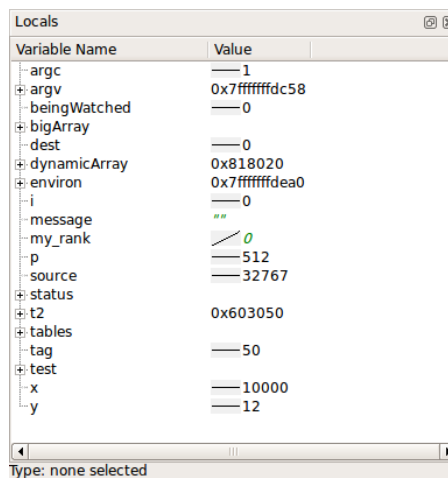 Locals
Variable Name Value
argc 1
argv 0x7fffffffdc58
beingWatched 0
bigArray
dest 0
dynamicArray 0x818020
environ 0x7fffffffdea0
i 0
message ""
my_rank 0
p 512
source 32767
status
t2 0x603050
tables
tag 50
test
x 10000
y 12
Type: none selected